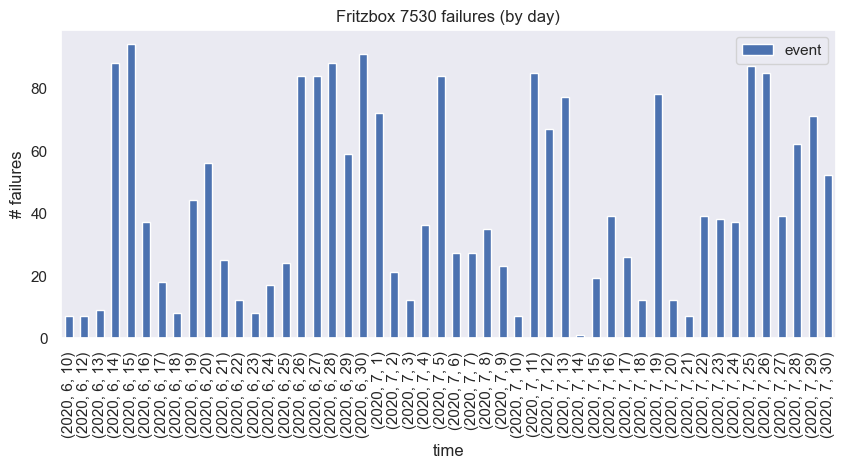 Fritzbox 7530 failures (by day)
event
# failures
80
60
40
20
0
(2020, 6, 10)
(2020, 6, 12)
(2020, 6, 13)
(2020, 6, 14)
(2020, 6, 15)
(2020, 6, 16)
(2020, 6, 17)
(2020, 6, 18)
(2020, 6, 19)
(2020, 6, 20)
(2020, 6, 21)
(2020, 6, 22)
(2020, 6, 23)
(2020, 6, 24)
(2020, 6, 25)
(2020, 6, 26)
(2020, 6, 27)
(2020, 6, 28)
(2020, 6, 29)
(2020, 6, 30)
(2020, 7, 1)
(2020, 7, 2)
(2020, 7, 3)
(2020, 7, 4)
(2020, 7, 5)
(2020, 7, 6)
(2020, 7, 7)
(2020, 7, 8)
(2020, 7, 9)
(2020, 7, 10)
(2020, 7, 11)
(2020, 7, 12)
(2020, 7, 13)
(2020, 7, 14)
(2020, 7, 15)
(2020, 7, 16)
(2020, 7, 17)
(2020, 7, 18)
(2020, 7, 19)
(2020, 7, 20)
(2020, 7, 21)
(2020, 7, 22)
(2020, 7, 23)
(2020, 7, 24)
(2020, 7, 25)
(2020, 7, 26)
(2020, 7, 27)
(2020, 7, 28)
(2020, 7, 29)
(2020, 7, 30)
time